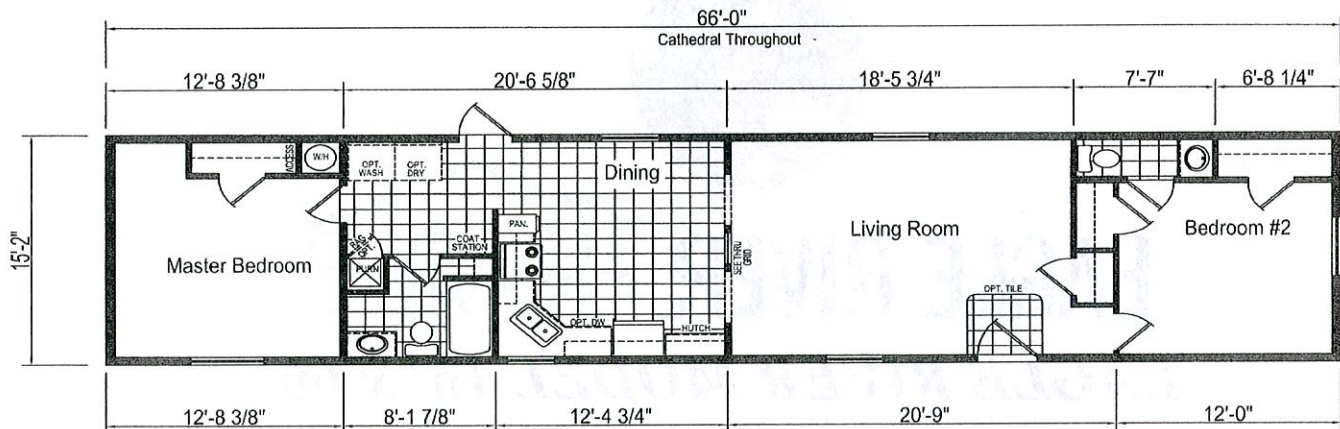 66'-0"
Cathedral Throughout
12'-8 3/8"
20'-6 5/8"
18'-5 3/4"
7'-7"
6'-8 1/4"
15'-2"
ACCESS
W/H
OPT.
WASH
OPT.
DRY
Dining
PAN.
COAT
STATION
FURN
Master Bedroom
SEE THRU
GRID
Living Room
Bedroom #2
OPT. TILE
OPT. DW
HUTCH
12'-8 3/8"
8'-1 7/8"
12'-4 3/4"
20'-9"
12'-0"